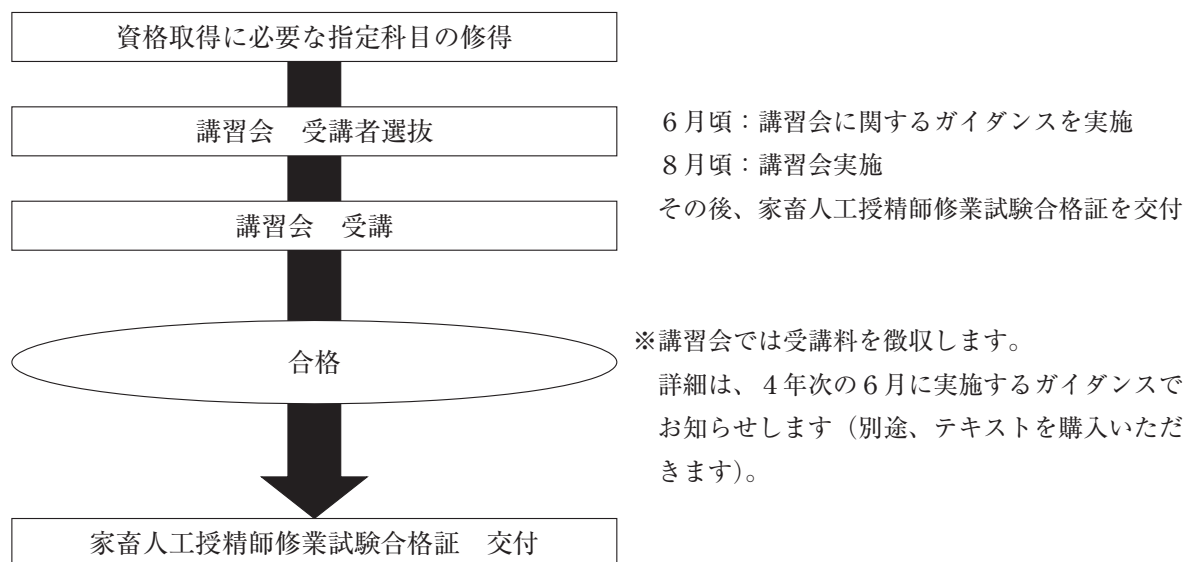 資格取得に必要な指定科目の修得
講習会　受講者選抜
講習会　受講
合格
家畜人工授精師修業試験合格証　交付
６月頃：講習会に関するガイダンスを実施
８月頃：講習会実施
その後、家畜人工授精師修業試験合格証を交付
※講習会では受講料を徴収します。
詳細は、４年次の６月に実施するガイダンスで
お知らせします（別途、テキストを購入いただ
きます）。